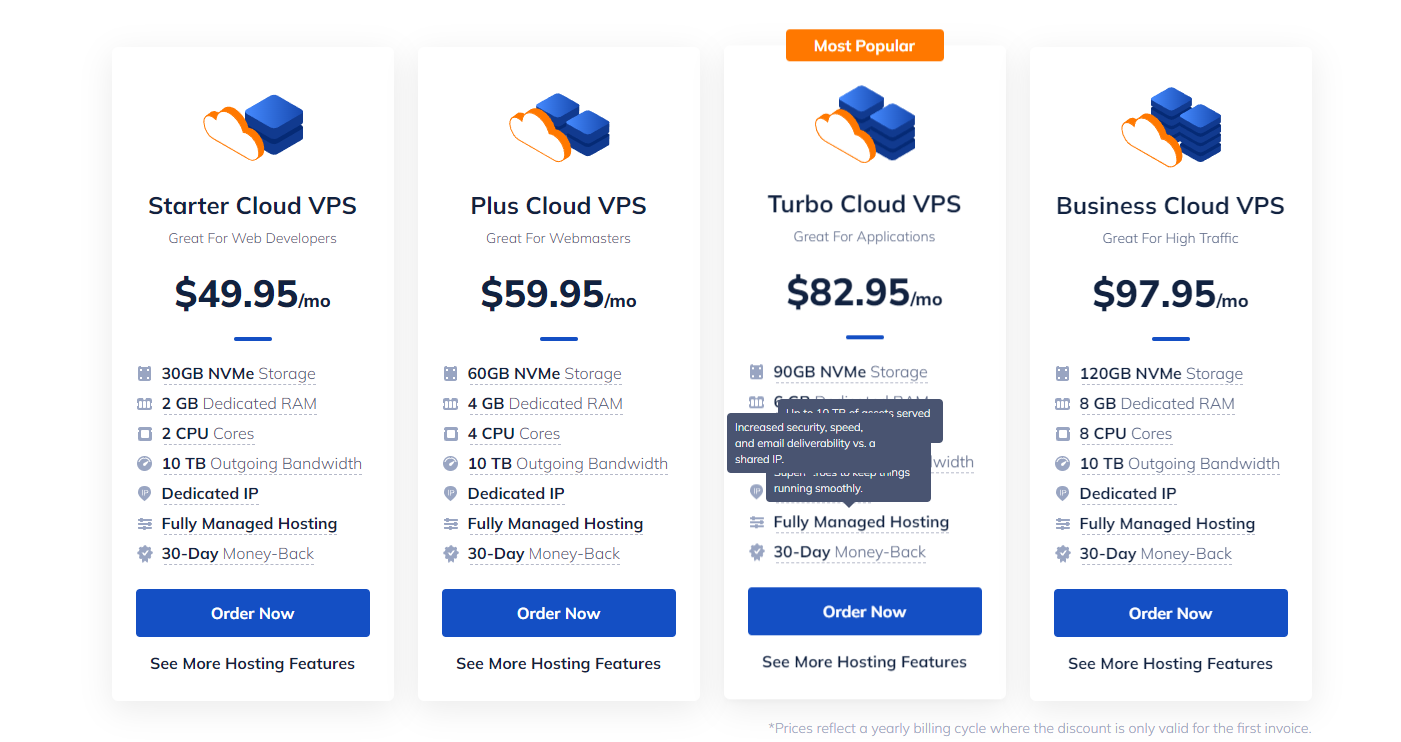 Starter Cloud VPS
Great For Web Developers
$49.95/mo
30GB NVMe Storage
2 GB Dedicated RAM
2 CPU Cores
10 TB Outgoing Bandwidth
Dedicated IP
Fully Managed Hosting
30-Day Money-Back
Order Now
See More Hosting Features
Plus Cloud VPS
Great For Webmasters
$59.95/mo
60GB NVMe Storage
4 GB Dedicated RAM
4 CPU Cores
10 TB Outgoing Bandwidth
Dedicated IP
Fully Managed Hosting
30-Day Money-Back
Order Now
See More Hosting Features
Most Popular
Turbo Cloud VPS
Great For Applications
$82.95/mo
90GB NVMe Storage
Up to 10 TB of assets served
Increased security, speed,
and email deliverability vs. a
shared IP.
to keep things
running smoothly.
Fully Managed Hosting
30-Day Money-Back
Order Now
See More Hosting Features
Business Cloud VPS
Great For High Traffic
$97.95/mo
120GB NVMe Storage
8 GB Dedicated RAM
8 CPU Cores
10 TB Outgoing Bandwidth
IP
Dedicated IP
Fully Managed Hosting
30-Day Money-Back
Order Now
See More Hosting Features
*Prices reflect a yearly billing cycle where the discount is only valid for the first invoice.